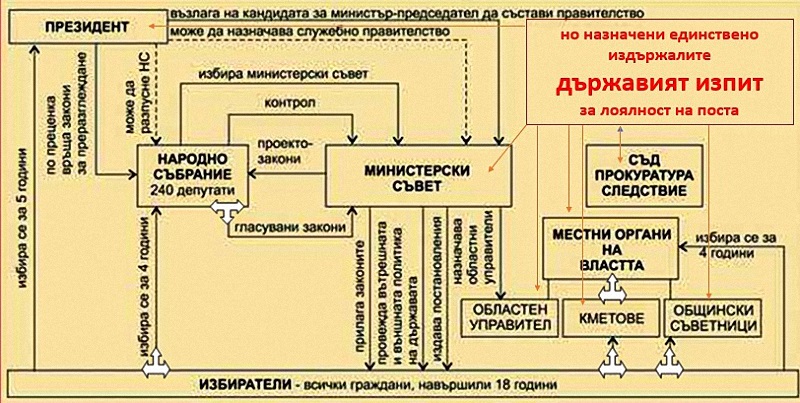 възлага на кандидата за министър-председател да състави правителство
ПРЕЗИДЕНТ
може да назначава служебно правителство
но назначени единствено
издържалите
държавият изпит
за лоялност на поста
избира министерски съвет
може да
разпусне НС
по преценка
връща закони
за преразглеждане
контрол
проекто-
закони
НАРОДНО
СЪБРАНИЕ
240 депутати
МИНИСТЕРСКИ
СЪВЕТ
СЪД
ПРОКУРАТУРА
СЛЕДСТВИЕ
гласувани закони
избира се за 5 години
избира се за 4 години
прилага законите
провежда вътрешната
и външната политика
на държавата
издава постановления
назначава
областни
управители
МЕСТНИ ОРГАНИ
НА
ВЛАСТТА
избира се за
4 години
ОБЛАСТЕН
УПРАВИТЕЛ
КМЕТОВЕ
ОБЩИНСКИ
СЪВЕТНИЦИ
ИЗБИРАТЕЛИ - всички граждани, навършили 18 години